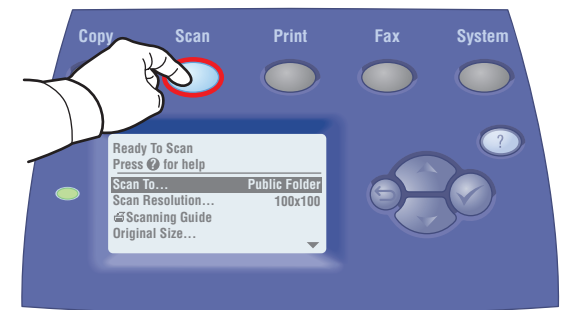 Copy Scan Print Fax System
?
Ready To Scan
Press ? for help
Scan To... Public Folder
Scan Resolution... 100x100
Scanning Guide
Original Size...